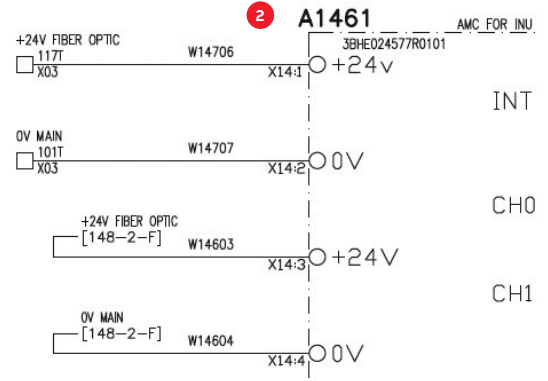 2 A1461 AMC FOR INU
3BHE024577R0101
+24V FIBER OPTIC
117T W14706
X03 X14:1 +24v
INT
0V MAIN
101T W14707
X03 X14:2 0V
CH0
+24V FIBER OPTIC
[148-2-F] W14603
X14:3 +24V
CH1
0V MAIN
[148-2-F] W14604
X14:4 0V